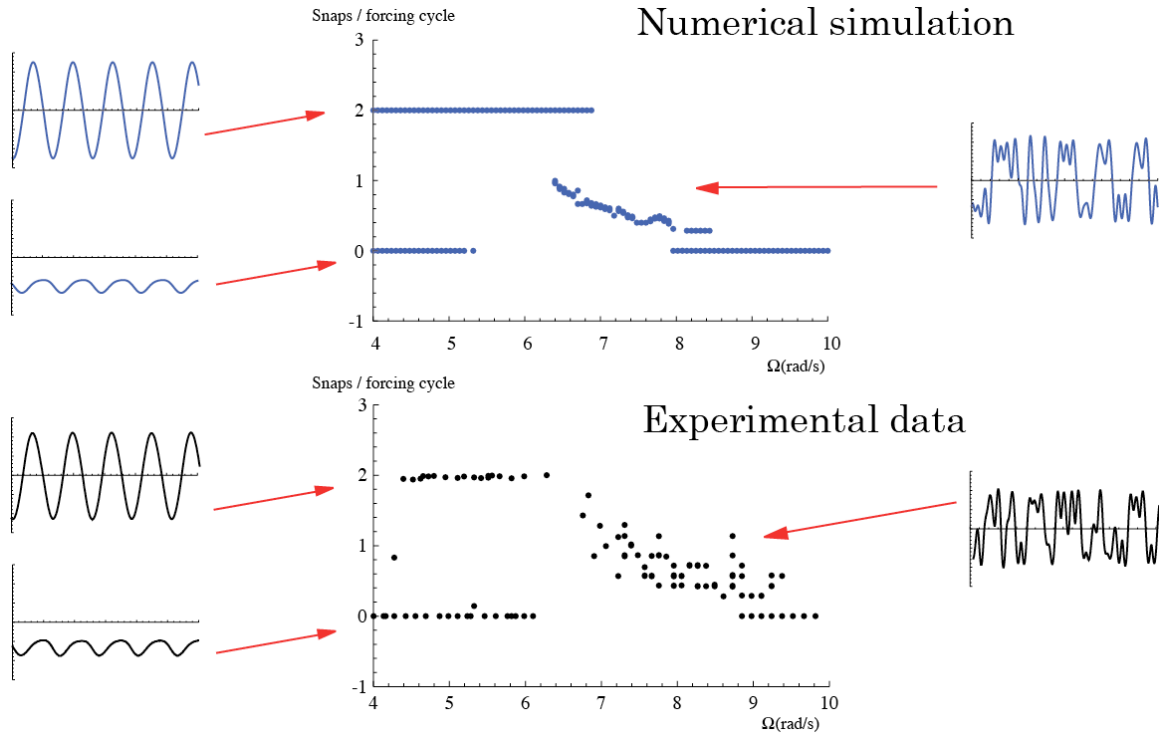 Snaps / forcing cycle
Numerical simulation
3
2
1
0
-1
4 5 6 7 8 9 10
Ω(rad/s)
Snaps / forcing cycle
Experimental data
3
2
1
0
-1
4 5 6 7 8 9 10
Ω(rad/s)